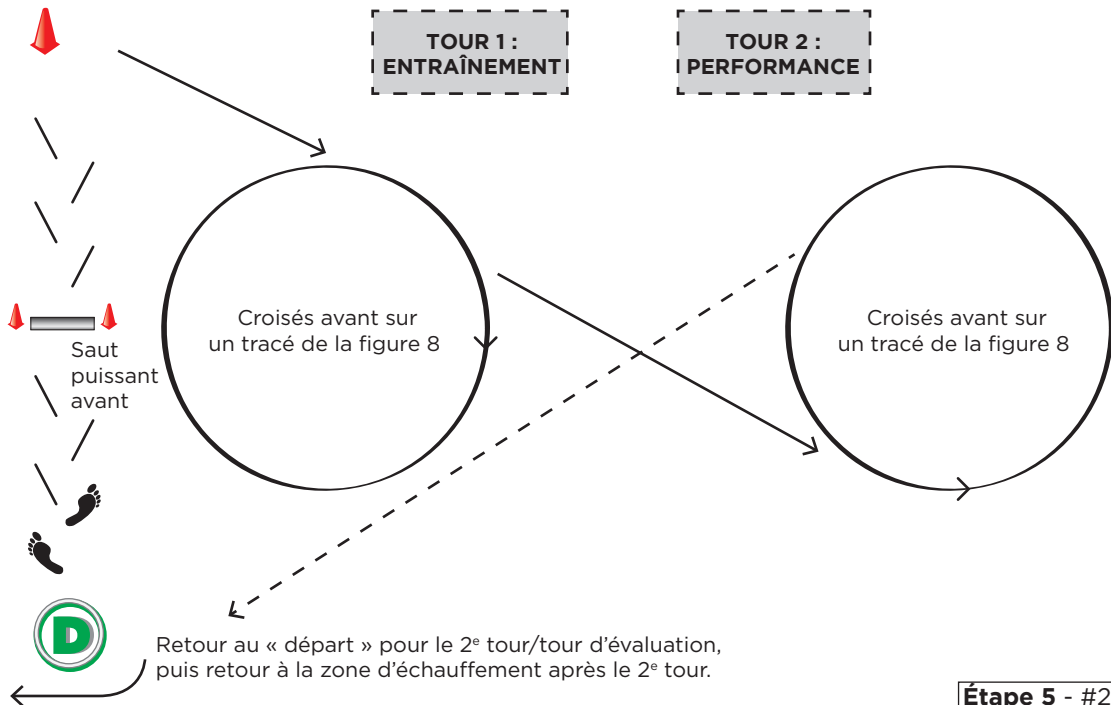 TOUR 1 :
ENTRAÎNEMENT
TOUR 2 :
PERFORMANCE
Croisés avant sur
un tracé de la figure 8
Croisés avant sur
un tracé de la figure 8
Saut
puissant
avant
D
Retour au « départ » pour le 2e tour/tour d’évaluation,
puis retour à la zone d’échauffement après le 2e tour.
Étape 5 - #2